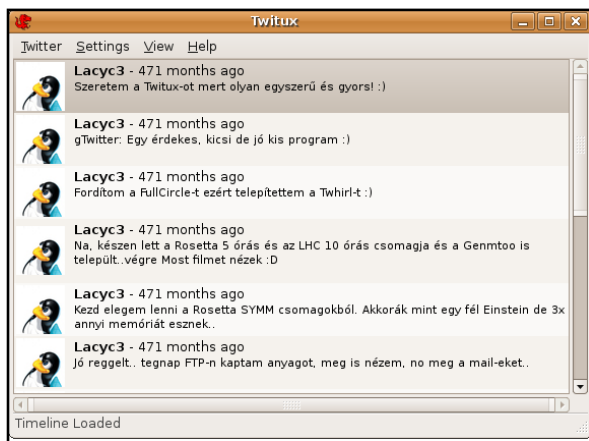 Twitux
Twitter Settings View Help
Lacyc3 - 471 months ago
Szeretem a Twitux-ot mert olyan egyszerű és gyors! :)
Lacyc3 - 471 months ago
gTwitter: Egy érdekes, kicsi de jó kis program :)
Lacyc3 - 471 months ago
Fordítom a FullCircle-t ezért telepítettem a Twhirl-t :)
Lacyc3 - 471 months ago
Na, készen lett a Rosetta 5 órás és az LHC 10 órás csomagja és a Genmtoo is
települt..végre Most filmet nézek :D
Lacyc3 - 471 months ago
Kezd elegem lenni a Rosetta SYMM csomagokból. Akkorák mint egy fél Einstein de 3x
annyi memóriát esznek..
Lacyc3 - 471 months ago
Jó reggelt.. tegnap FTP-n kaptam anyagot, meg is nézem, no meg a mail-eket..
Timeline Loaded